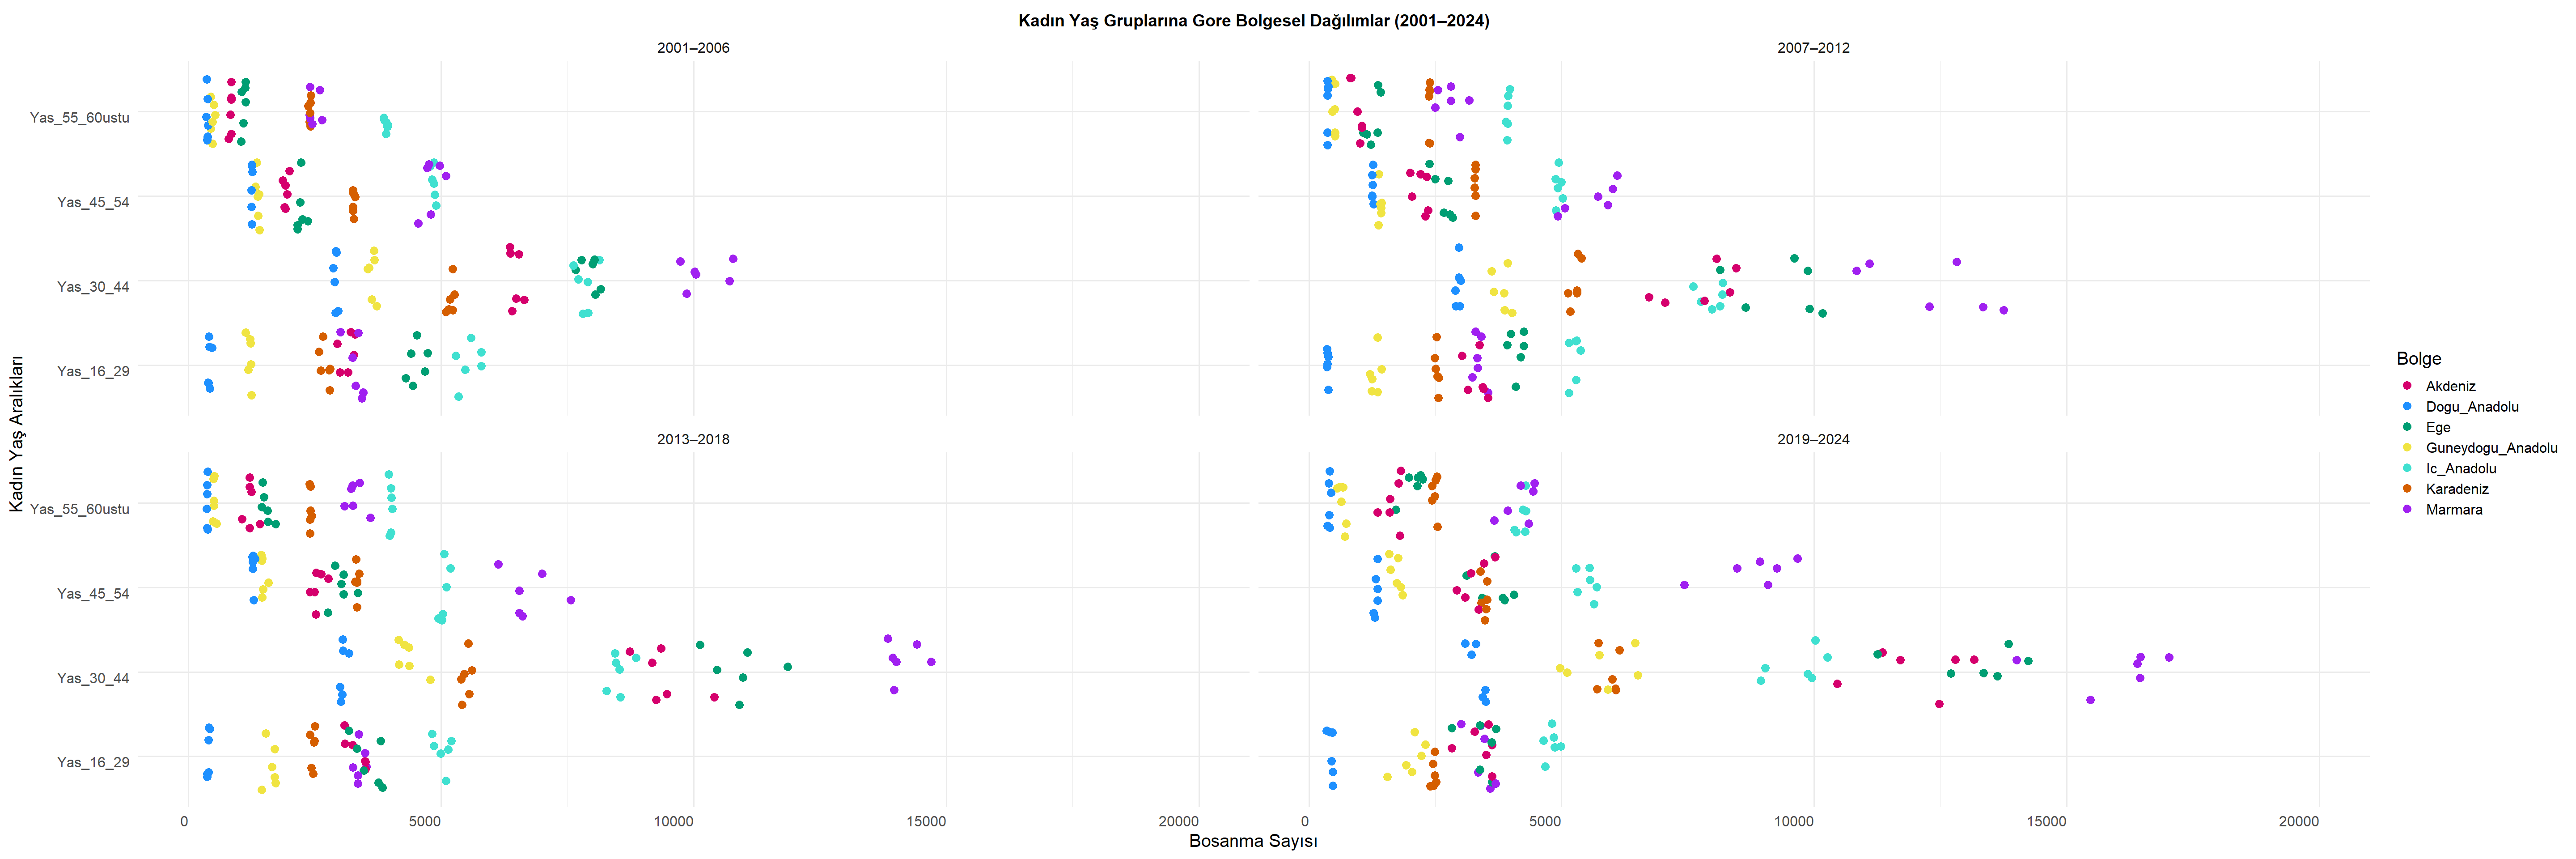 Kadın Yaş Gruplarına Gore Bolgesel Dağılımlar (2001–2024)
2001–2006
2007–2012
Yas_55_60ustu
Yas_45_54
Yas_30_44
Yas_16_29
2013–2018
2019–2024
Yas_55_60ustu
Yas_45_54
Yas_30_44
Yas_16_29
Kadın Yaş Aralıkları
0 5000 10000 15000 20000
0 5000 10000 15000 20000
Bosanma Sayısı
Bolge
Akdeniz
Dogu_Anadolu
Ege
Guneydogu_Anadolu
Ic_Anadolu
Karadeniz
Marmara